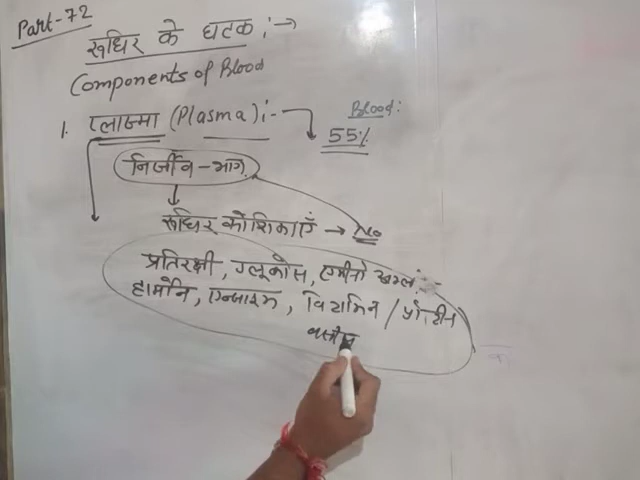 Part-72
रूधिर के घटक :→
Components of Blood
1. प्लाज्मा (Plasma) :- → Blood: 55%
निर्जीव - भाग
रूधिर कोशिकाएँ → No
प्रतिरक्षी, ग्लूकोस, एमीनो अम्ल
हार्मोन, एन्जाइम, विटामिन / प्रोटीन